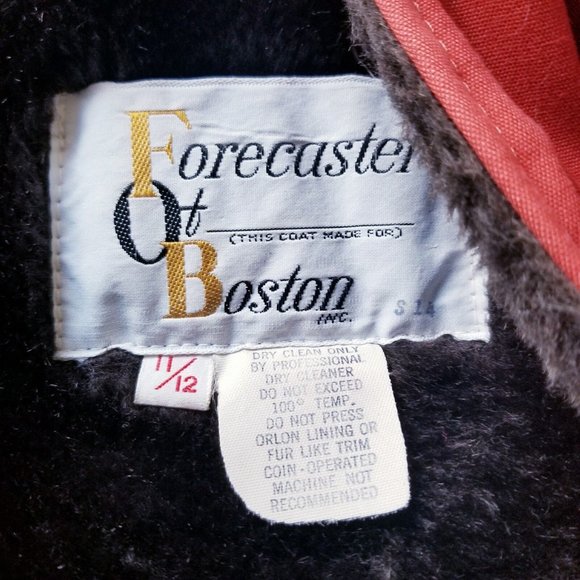 Forecaster
Of
(THIS COAT MADE FOR)
Boston
INC.
S 14
11/12
DRY CLEAN ONLY
BY PROFESSIONAL
DRY CLEANER
DO NOT EXCEED
100° TEMP.
DO NOT PRESS
ORLON LINING OR
FUR LIKE TRIM
COIN-OPERATED
MACHINE NOT
RECOMMENDED